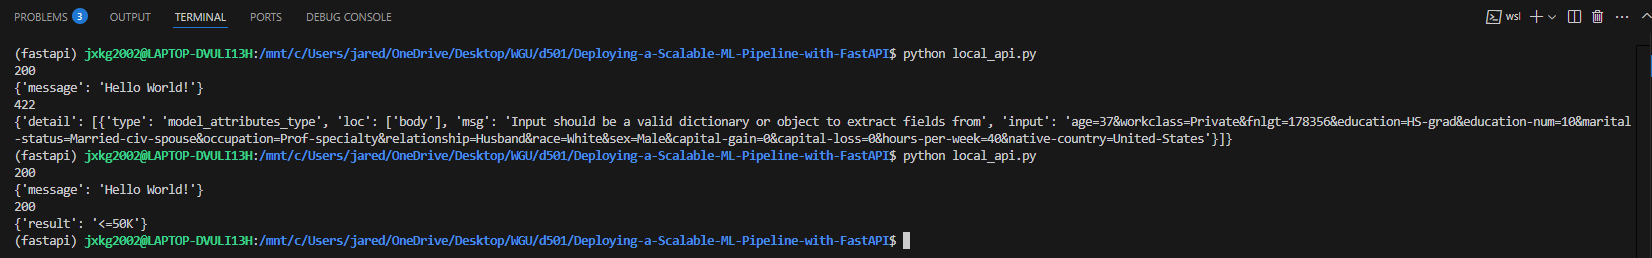 PROBLEMS 3 OUTPUT TERMINAL PORTS DEBUG CONSOLE wsl
(fastapi) jxkg2002@LAPTOP-DVULI13H:/mnt/c/Users/jared/OneDrive/Desktop/WGU/d501/Deploying-a-Scalable-ML-Pipeline-with-FastAPI$ python local_api.py
200
{'message': 'Hello World!'}
422
{'detail': [{'type': 'model_attributes_type', 'loc': ['body'], 'msg': 'Input should be a valid dictionary or object to extract fields from', 'input': 'age=37&workclass=Private&fnlgt=178356&education=HS-grad&education-num=10&marital
-status=Married-civ-spouse&occupation=Prof-specialty&relationship=Husband&race=White&sex=Male&capital-gain=0&capital-loss=0&hours-per-week=40&native-country=United-States'}]}
(fastapi) jxkg2002@LAPTOP-DVULI13H:/mnt/c/Users/jared/OneDrive/Desktop/WGU/d501/Deploying-a-Scalable-ML-Pipeline-with-FastAPI$ python local_api.py
200
{'message': 'Hello World!'}
200
{'result': '<=50K'}
(fastapi) jxkg2002@LAPTOP-DVULI13H:/mnt/c/Users/jared/OneDrive/Desktop/WGU/d501/Deploying-a-Scalable-ML-Pipeline-with-FastAPI$